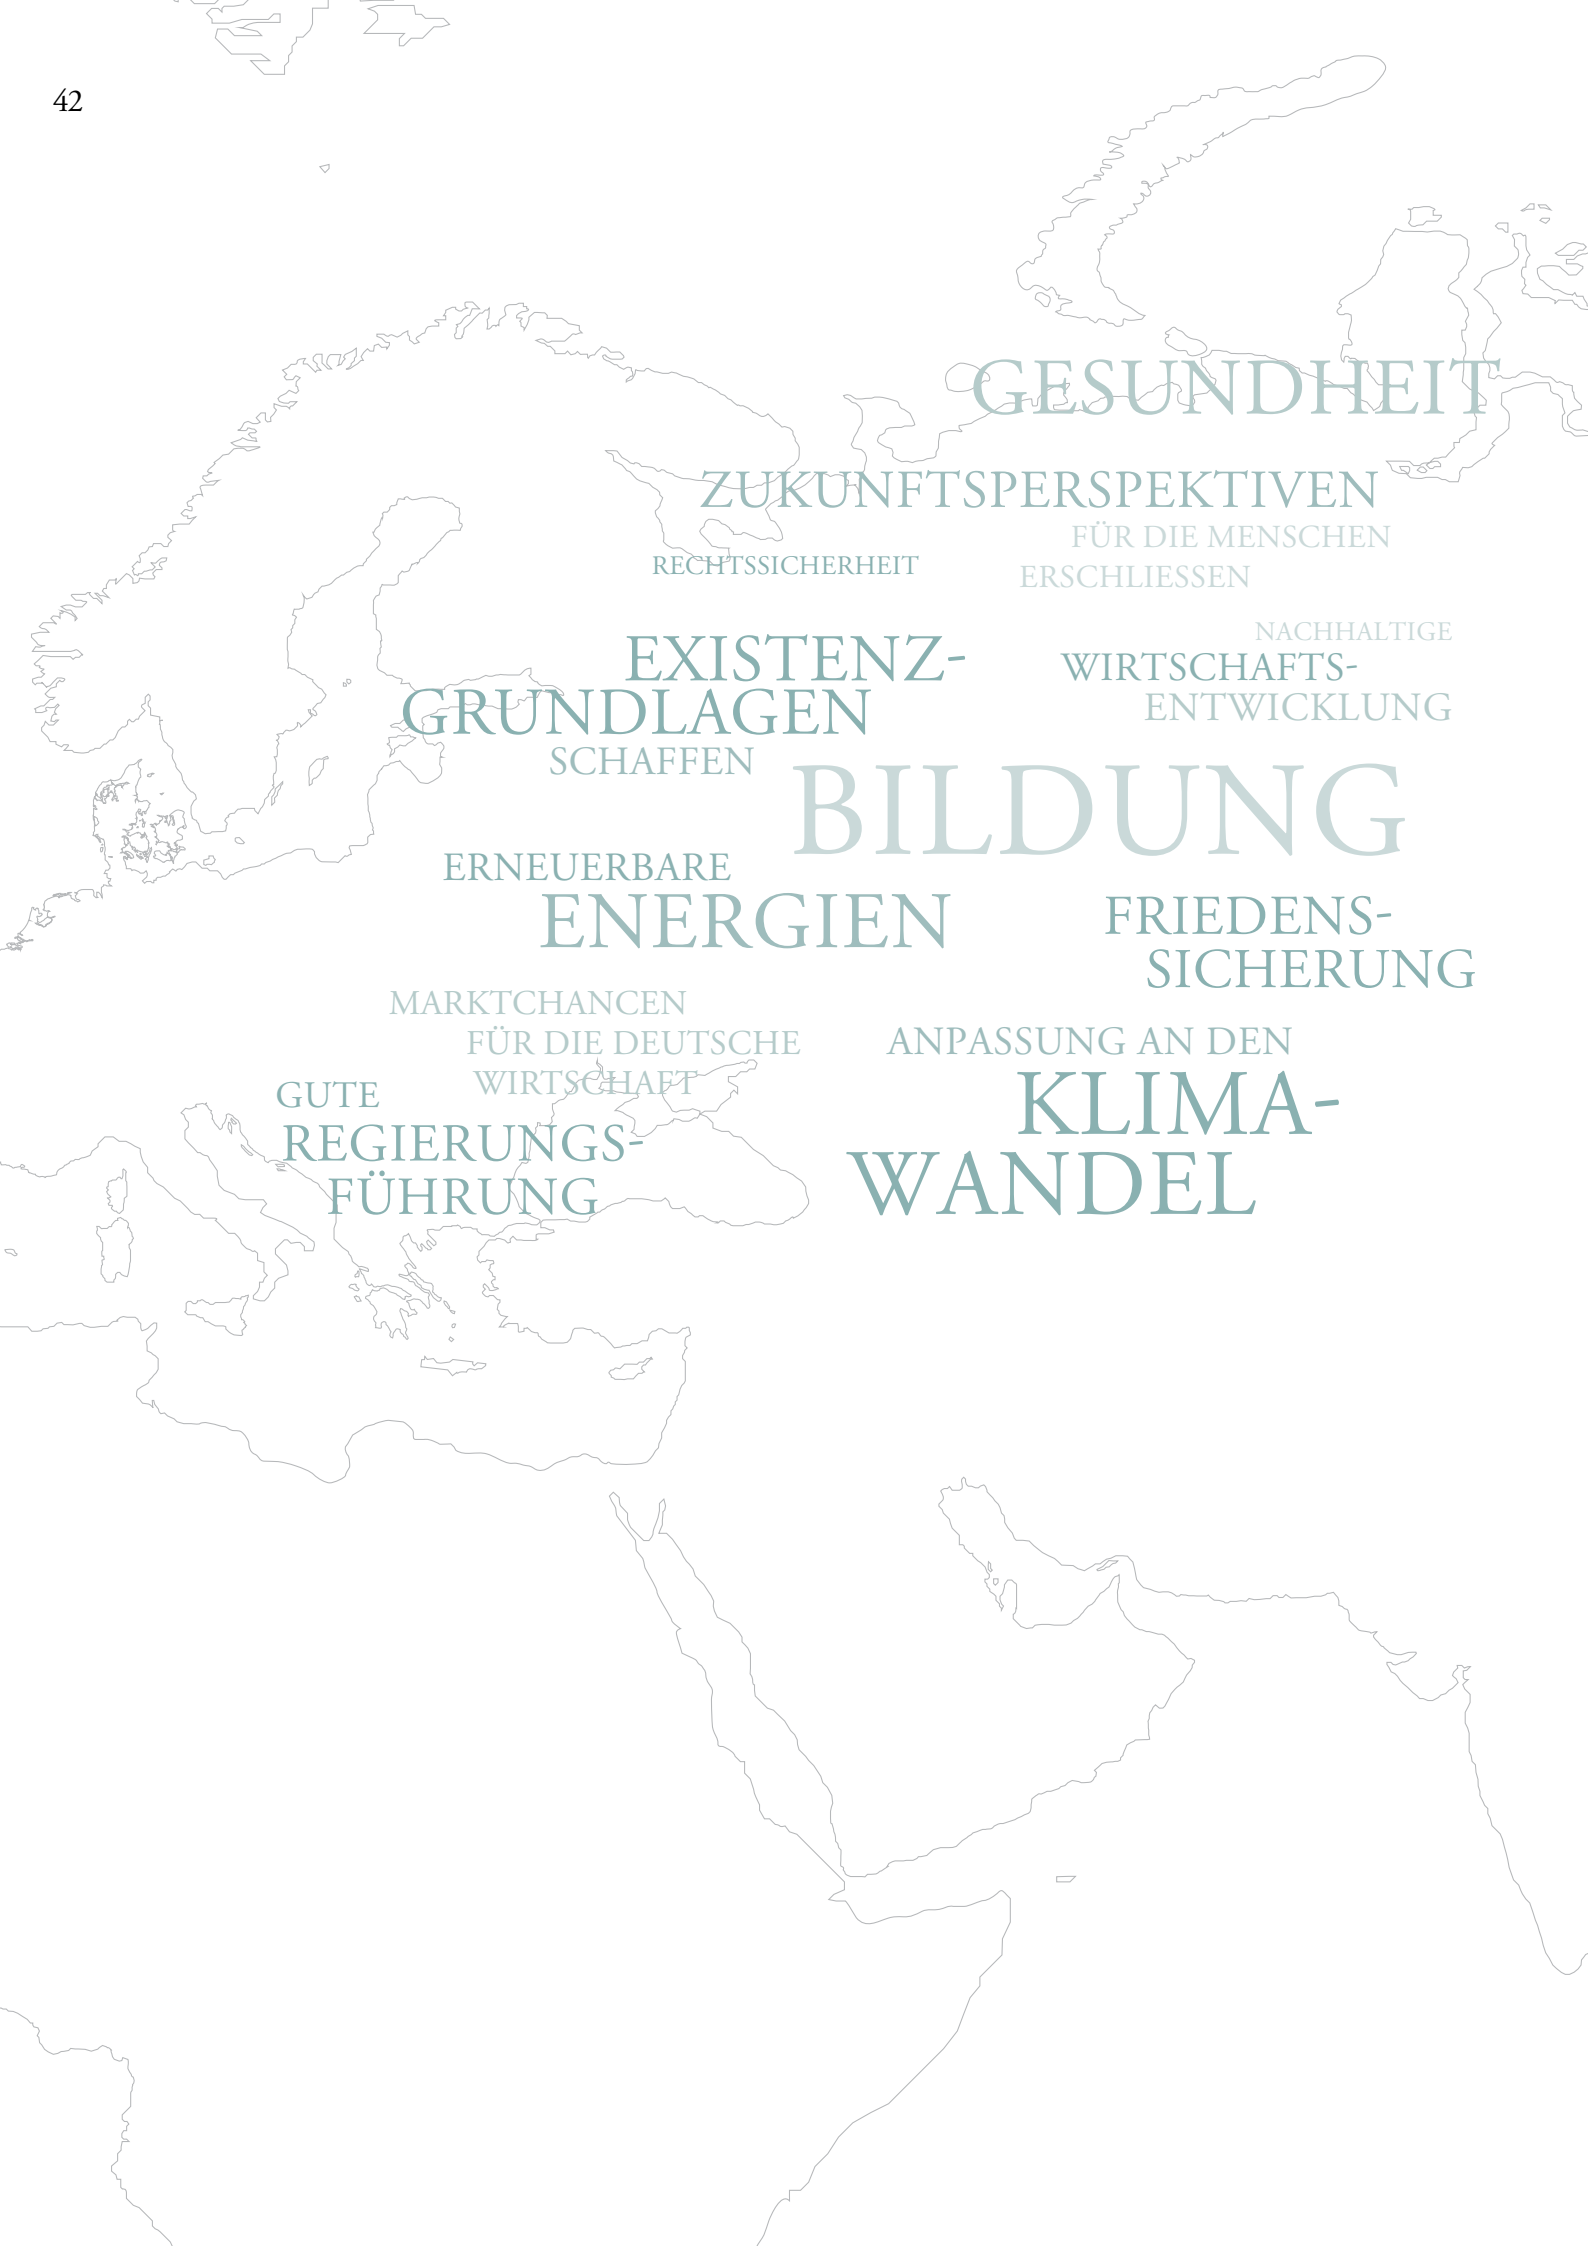 42
GESUNDHEIT
ZUKUNFTSPERSPEKTIVEN
FÜR DIE MENSCHEN
ERSCHLIESSEN
RECHTSSICHERHEIT
EXISTENZ-
GRUNDLAGEN
SCHAFFEN
NACHHALTIGE
WIRTSCHAFTS-
ENTWICKLUNG
BILDUNG
ERNEUERBARE
ENERGIEN
FRIEDENS-
SICHERUNG
MARKTCHANCEN
FÜR DIE DEUTSCHE
WIRTSCHAFT
ANPASSUNG AN DEN
KLIMA-
WANDEL
GUTE
REGIERUNGS-
FÜHRUNG